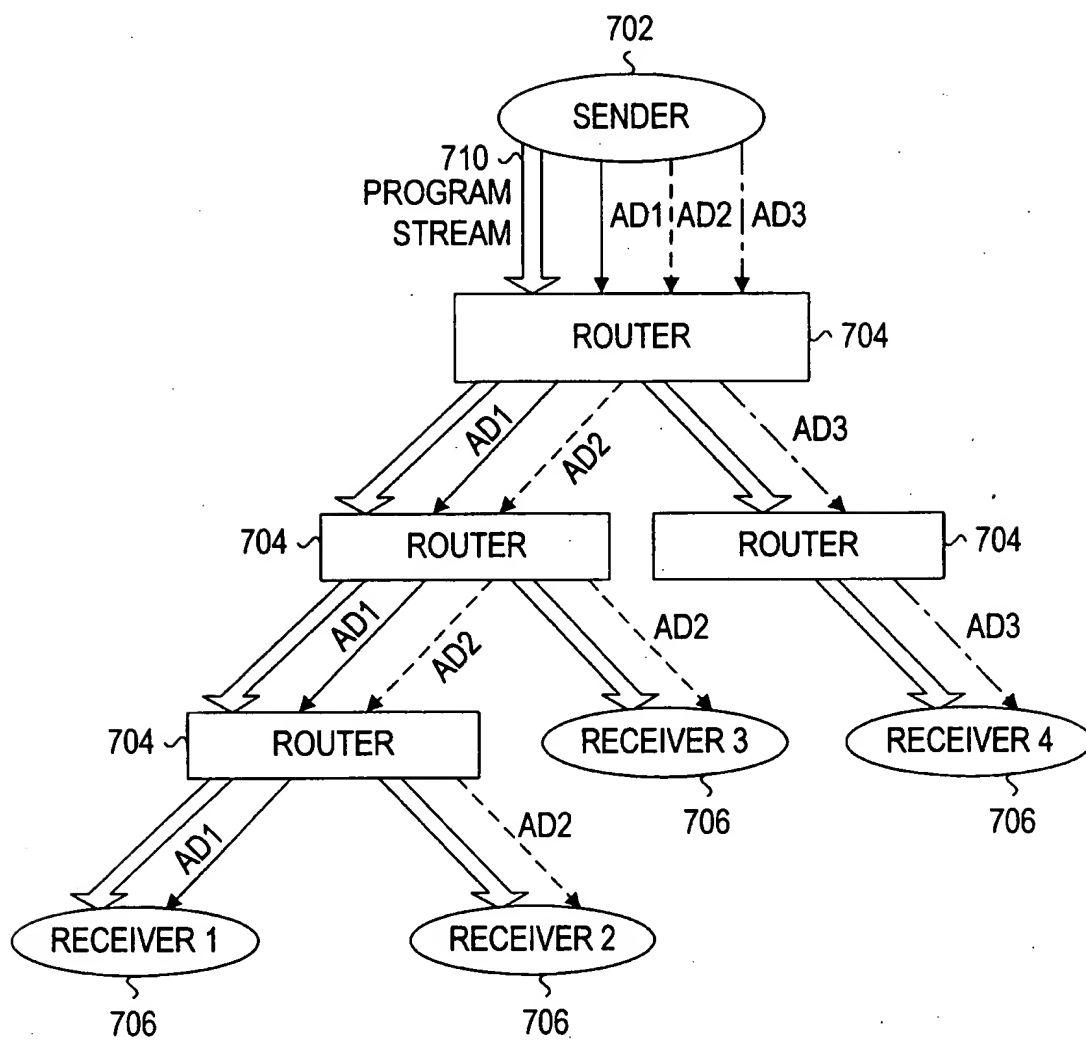 702
SENDER
710
PROGRAM
STREAM
AD1
AD2
AD3
ROUTER
704
AD1
AD2
AD3
704
ROUTER
ROUTER
704
AD1
AD2
AD2
AD3
704
ROUTER
RECEIVER 3
RECEIVER 4
706
706
AD1
AD2
RECEIVER 1
RECEIVER 2
706
706